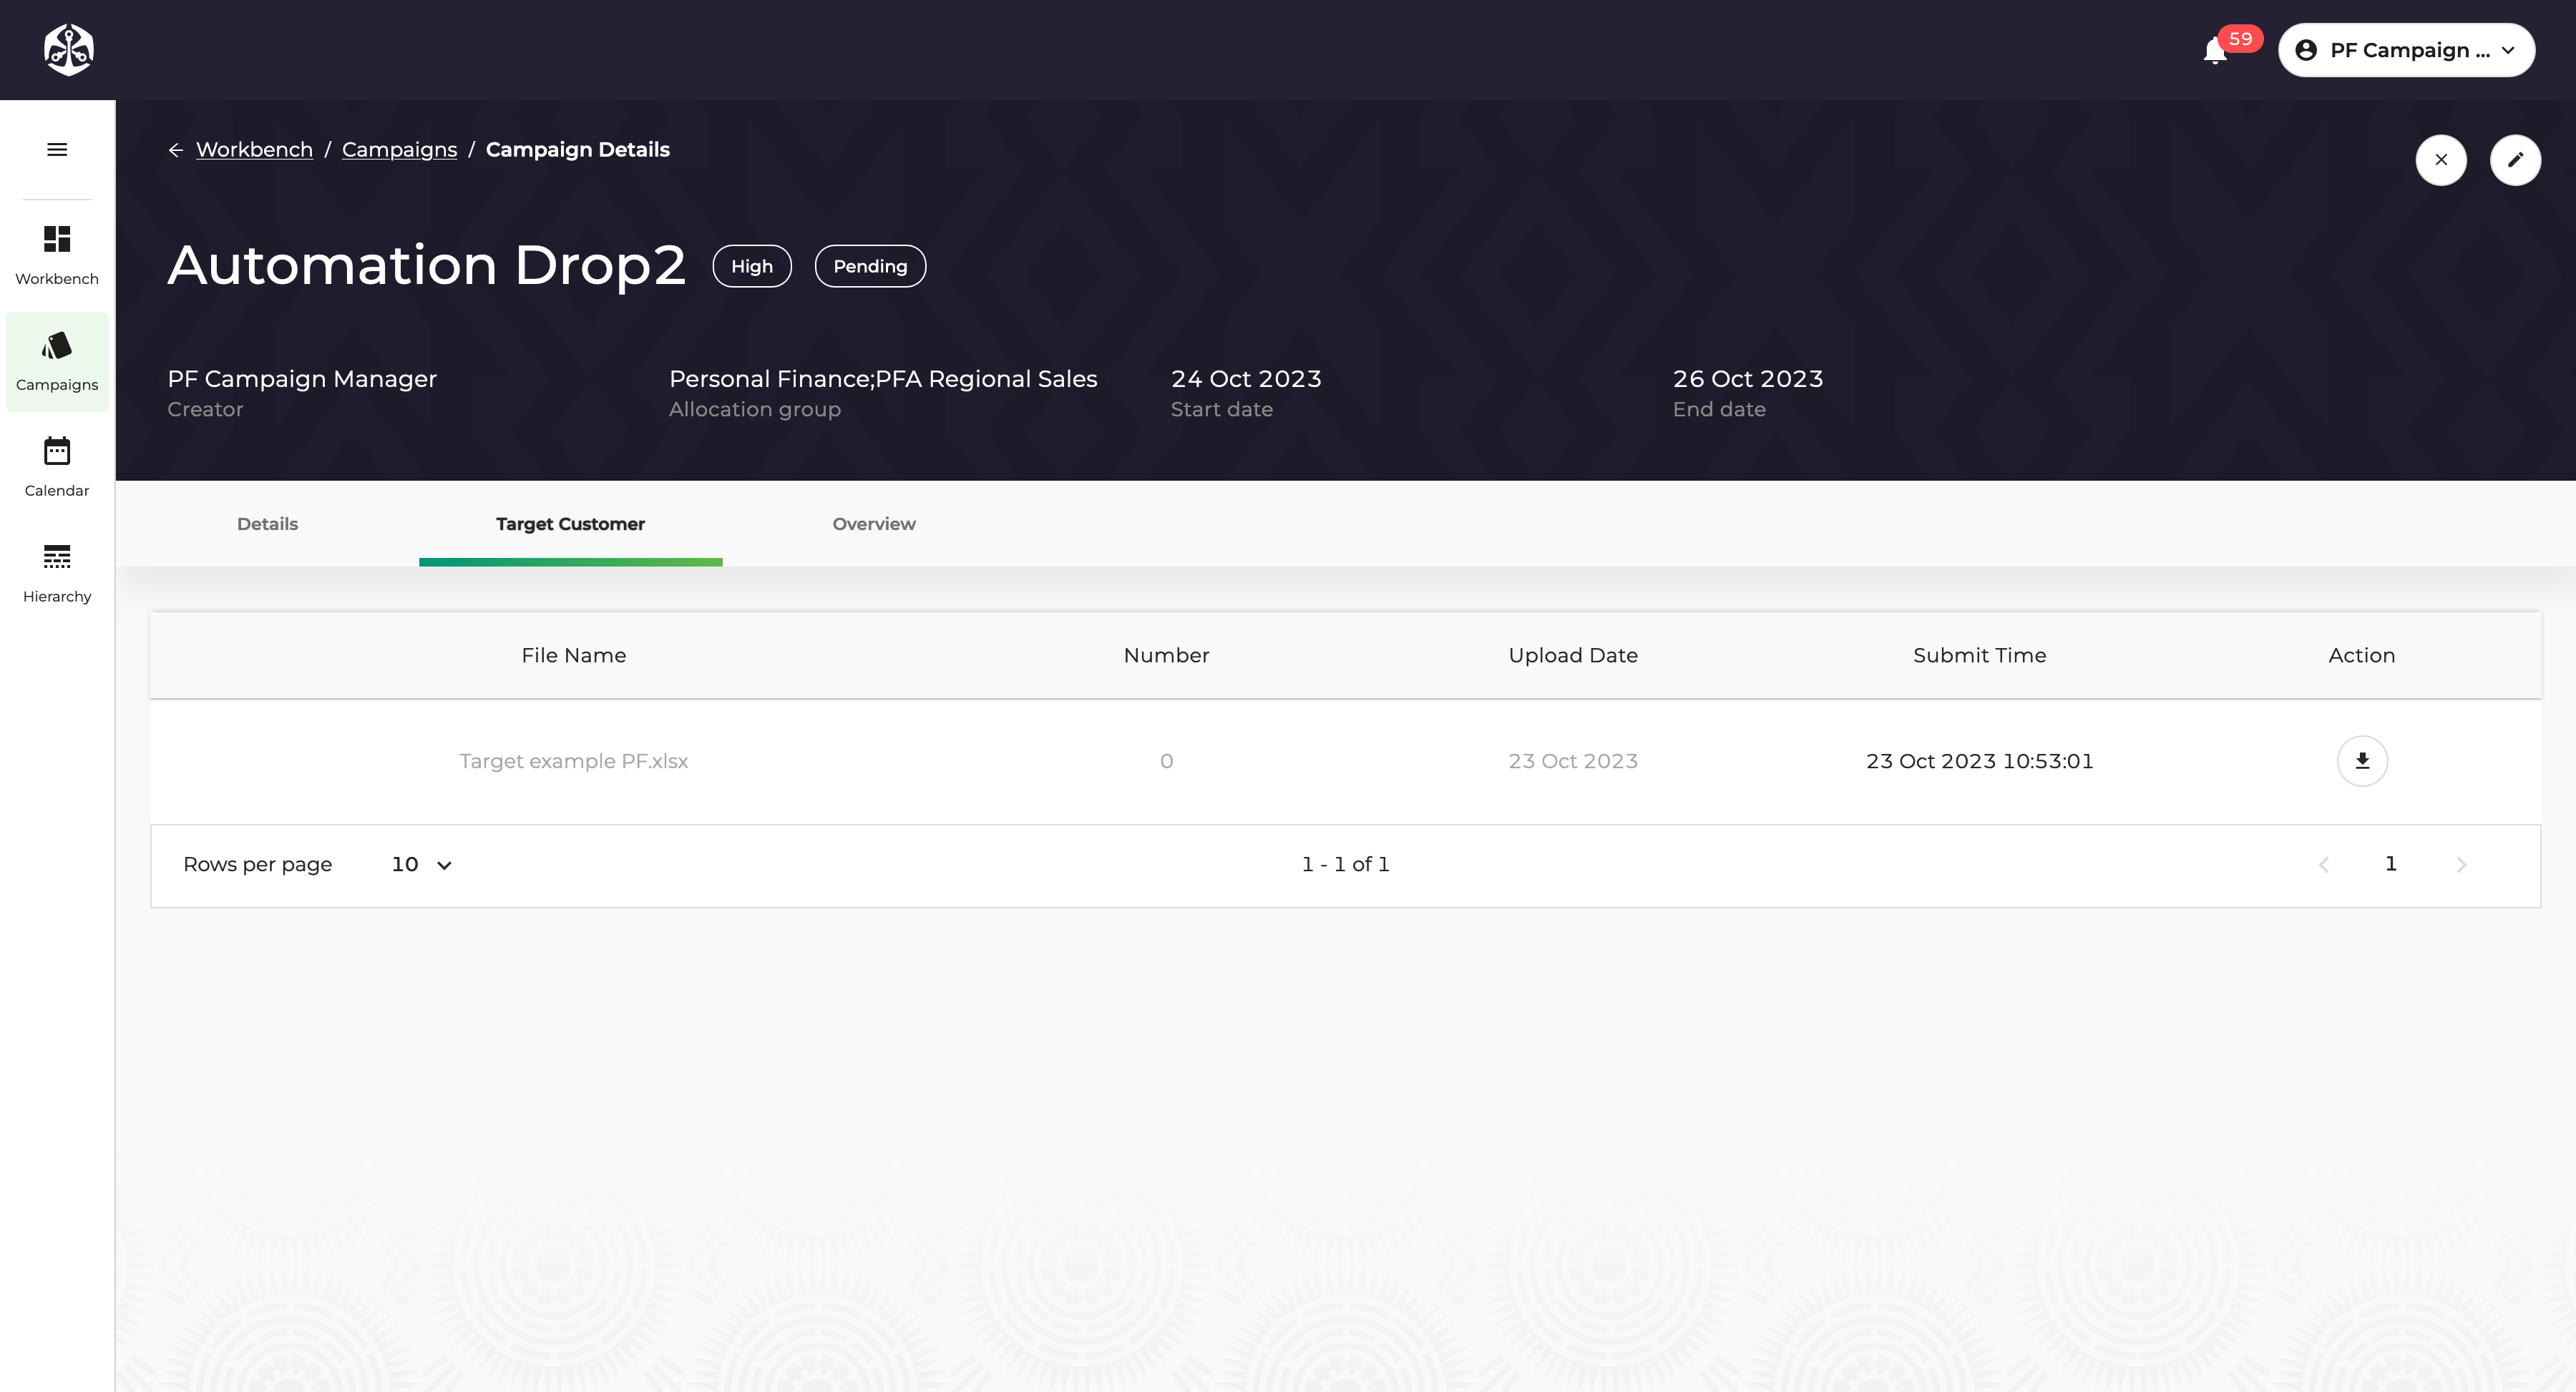 59
PF Campaign ...
Workbench / Campaigns / Campaign Details
Workbench
Campaigns
Calendar
Hierarchy
Automation Drop2
High
Pending
PF Campaign Manager
Creator
Personal Finance;PFA Regional Sales
Allocation group
24 Oct 2023
Start date
26 Oct 2023
End date
Details
Target Customer
Overview
File Name Number Upload Date Submit Time Action
Target example PF.xlsx 0 23 Oct 2023 23 Oct 2023 10:53:01
Rows per page 10 1 - 1 of 1 1